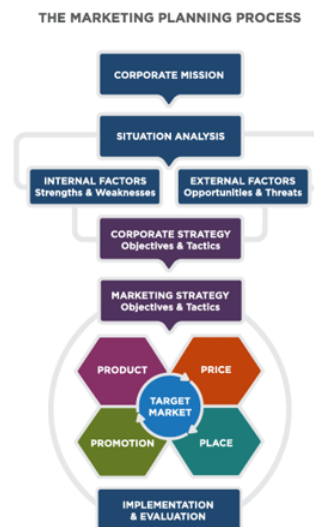 THE MARKETING PLANNING PROCESS
CORPORATE MISSION
SITUATION ANALYSIS
INTERNAL FACTORS
Strengths & Weaknesses
EXTERNAL FACTORS
Opportunities & Threats
CORPORATE STRATEGY
Objectives & Tactics
MARKETING STRATEGY
Objectives & Tactics
PRODUCT
PRICE
TARGET
MARKET
PROMOTION
PLACE
IMPLEMENTATION
& EVALUATION